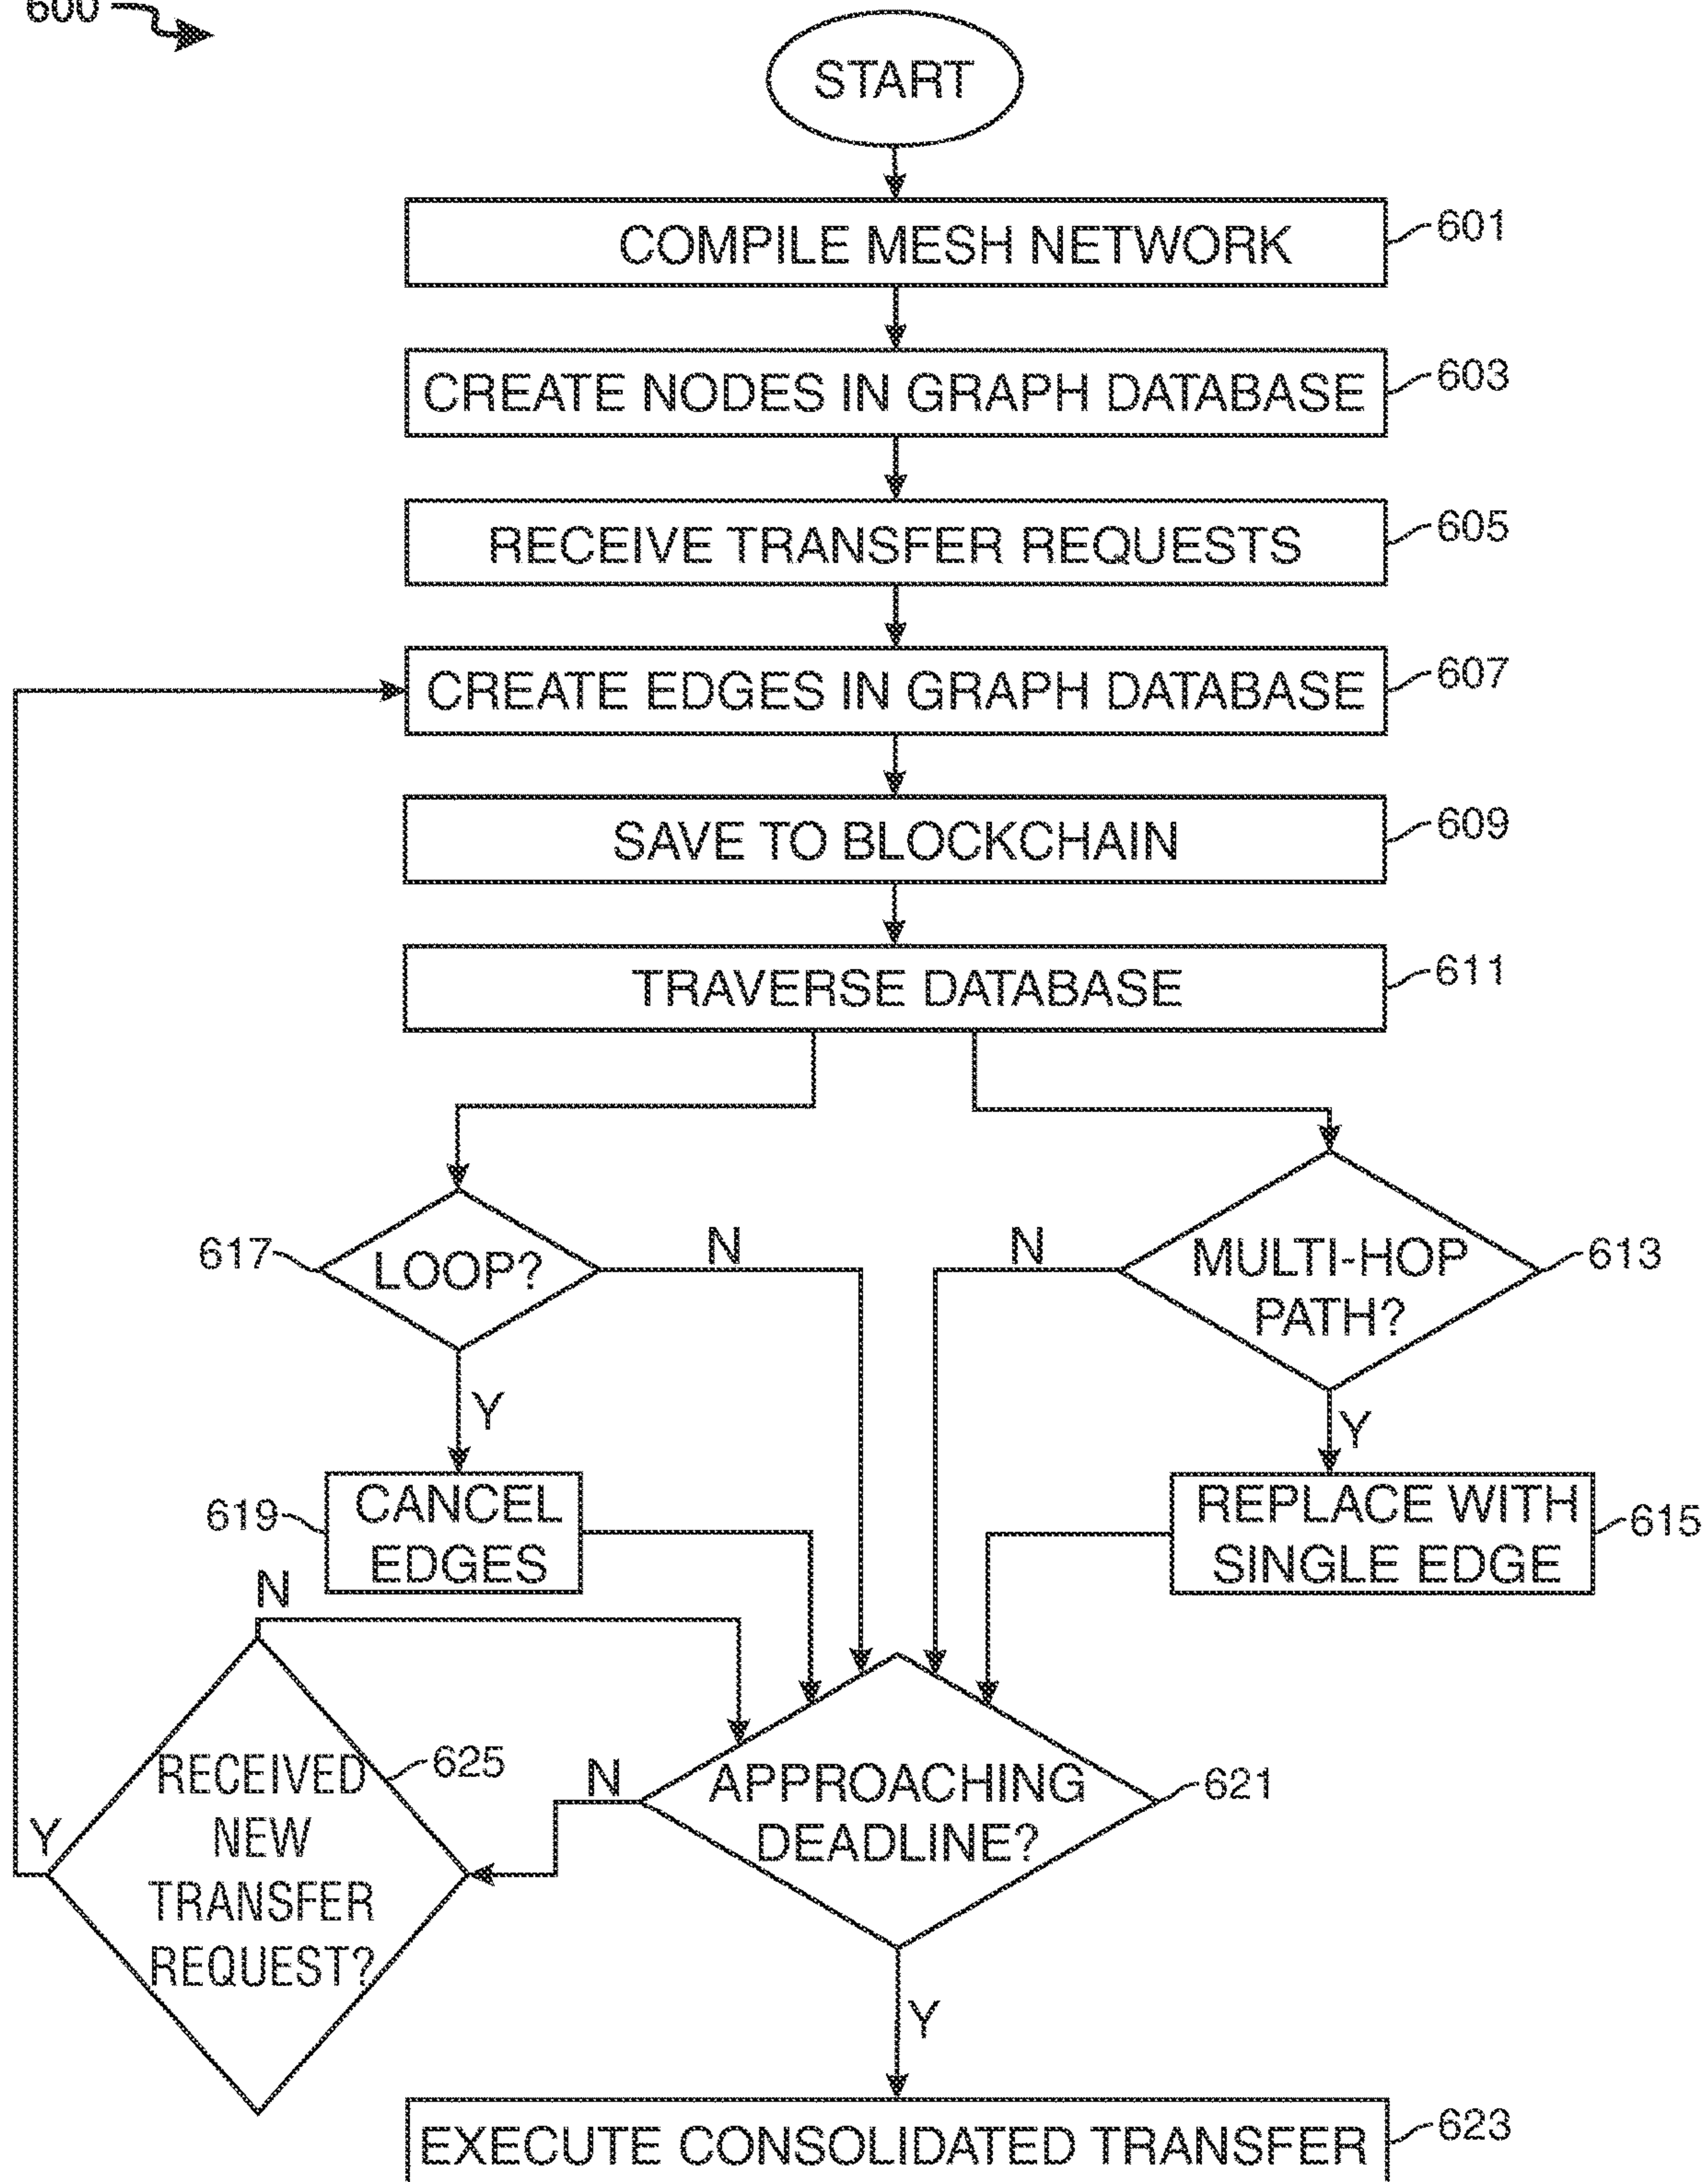 600
START
COMPILE MESH NETWORK
601
CREATE NODES IN GRAPH DATABASE
603
RECEIVE TRANSFER REQUESTS
605
CREATE EDGES IN GRAPH DATABASE
607
SAVE TO BLOCKCHAIN
609
TRAVERSE DATABASE
611
617
LOOP?
N
N
MULTI-HOP
PATH?
613
Y
Y
619
CANCEL
EDGES
REPLACE WITH
SINGLE EDGE
615
N
RECEIVED
NEW
TRANSFER
REQUEST?
625
Y
N
APPROACHING
DEADLINE?
621
Y
EXECUTE CONSOLIDATED TRANSFER
623